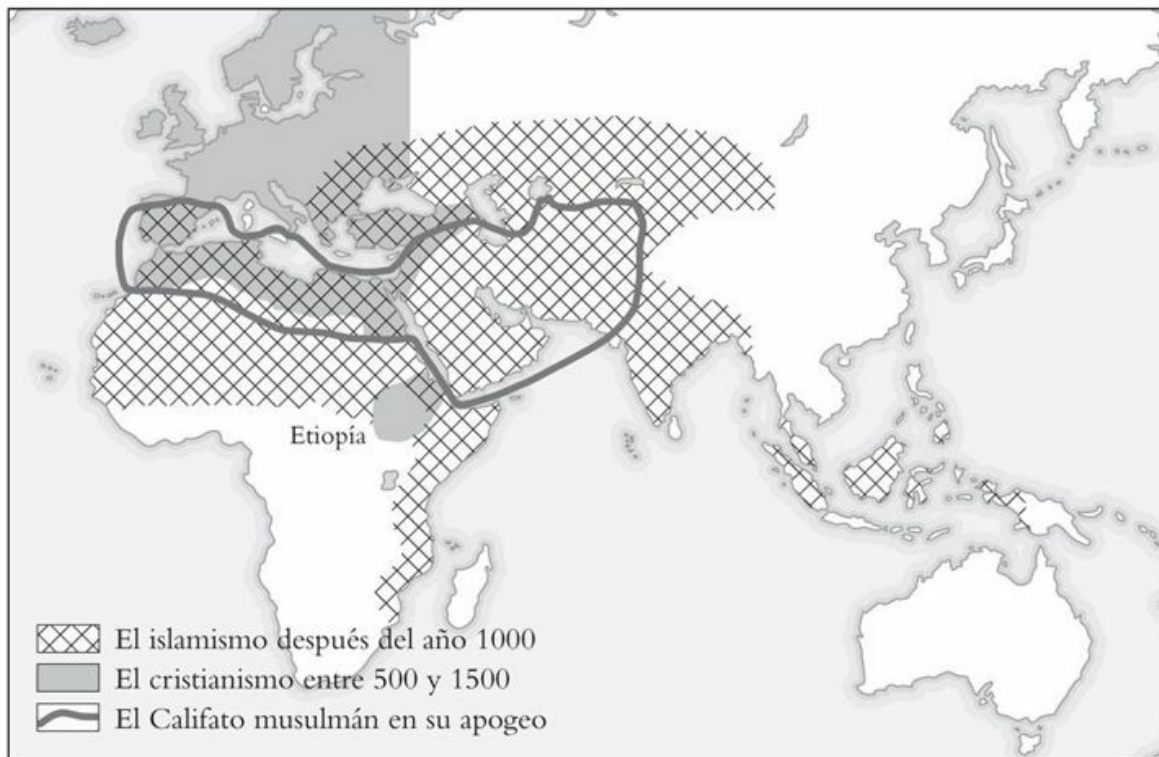 Etiopía
El islamismo después del año 1000
El cristianismo entre 500 y 1500
El Califato musulmán en su apogeo